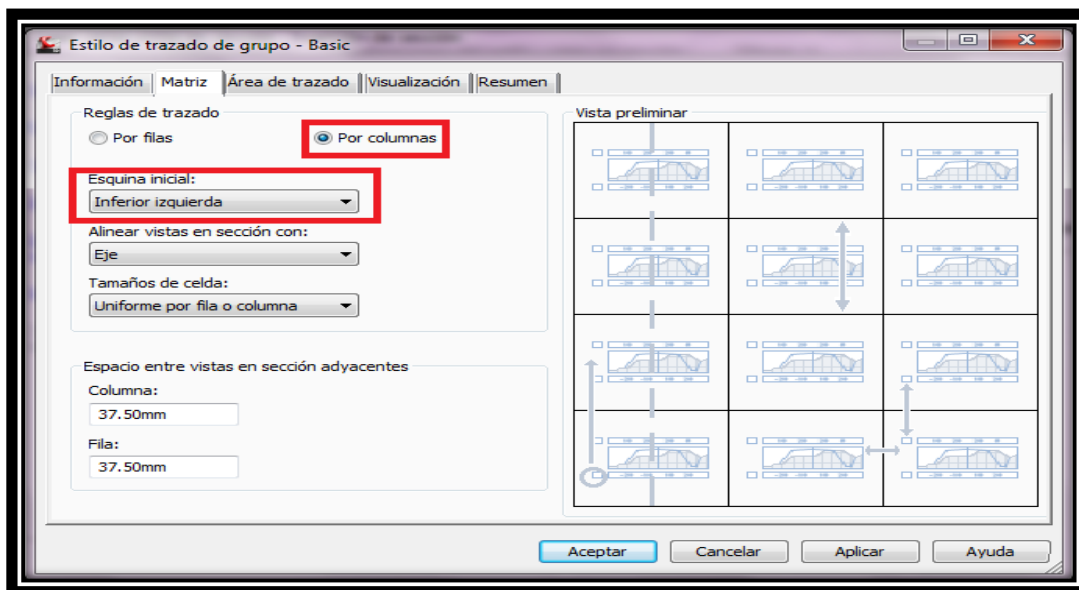 Estilo de trazado de grupo - Basic
Información Matriz Área de trazado Visualización Resumen
Reglas de trazado
Por filas Por columnas
Esquina inicial:
Inferior izquierda
Alinear vistas en sección con:
Eje
Tamaños de celda:
Uniforme por fila o columna
Espacio entre vistas en sección adyacentes
Columna:
37.50mm
Fila:
37.50mm
Vista preliminar
Aceptar Cancelar Aplicar Ayuda